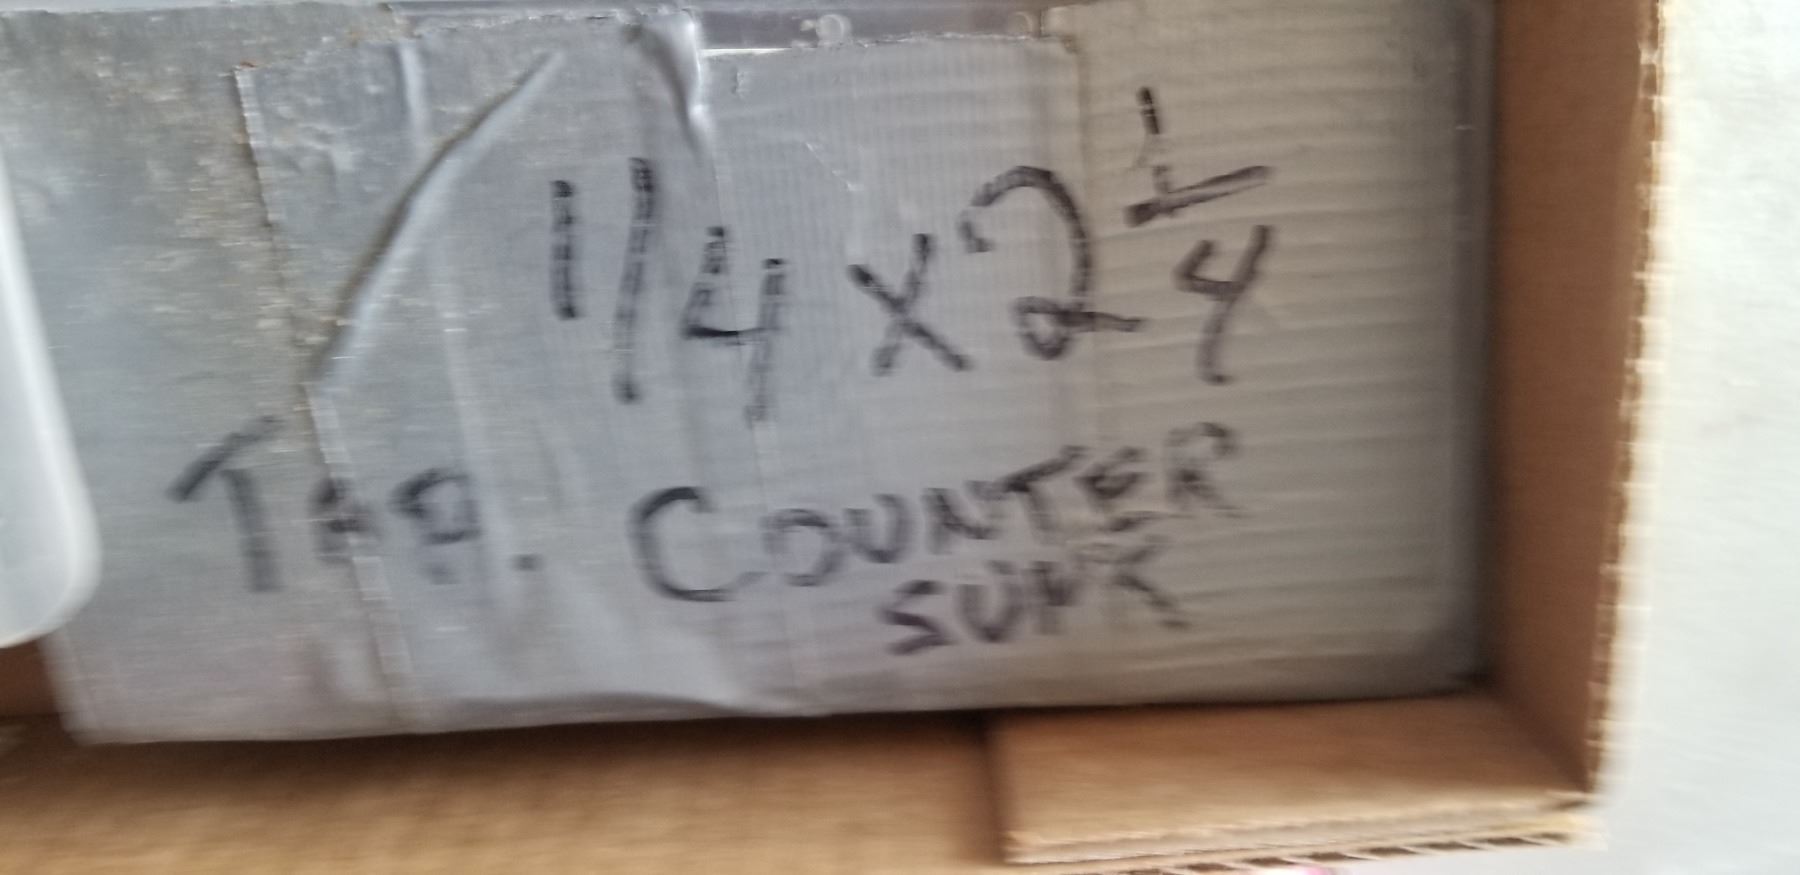 1/4 x 2 1/4
TAP. COUNTER
SUNK